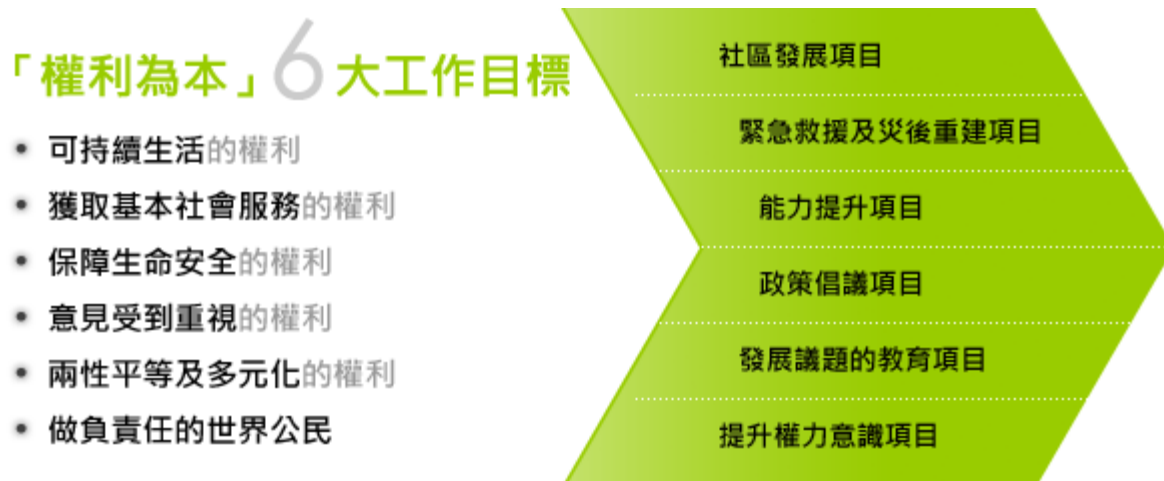 「權利為本」6大工作目標
• 可持續生活的權利
• 獲取基本社會服務的權利
• 保障生命安全的權利
• 意見受到重視的權利
• 兩性平等及多元化的權利
• 做負責任的世界公民
社區發展項目
緊急救援及災後重建項目
能力提升項目
政策倡議項目
發展議題的教育項目
提升權力意識項目